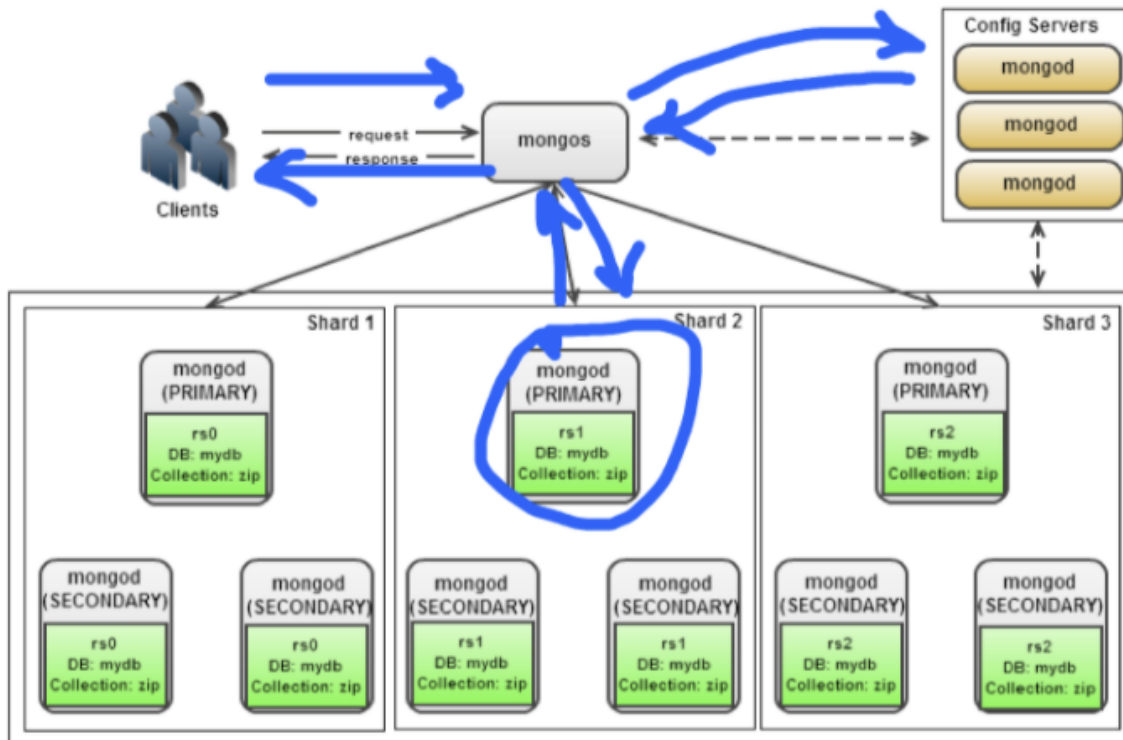 Config Servers
mongod
mongod
mongod
request
response
mongos
Clients
Shard 1
mongod
(PRIMARY)
rs0
DB: mydb
Collection: zip
mongod
(SECONDARY)
rs0
DB: mydb
Collection: zip
mongod
(SECONDARY)
rs0
DB: mydb
Collection: zip
Shard 2
mongod
(PRIMARY)
rs1
DB: mydb
Collection: zip
mongod
(SECONDARY)
rs1
DB: mydb
Collection: zip
mongod
(SECONDARY)
rs1
DB: mydb
Collection: zip
Shard 3
mongod
(PRIMARY)
rs2
DB: mydb
Collection: zip
mongod
(SECONDARY)
rs2
DB: mydb
Collection: zip
mongod
(SECONDARY)
rs2
DB: mydb
Collection: zip